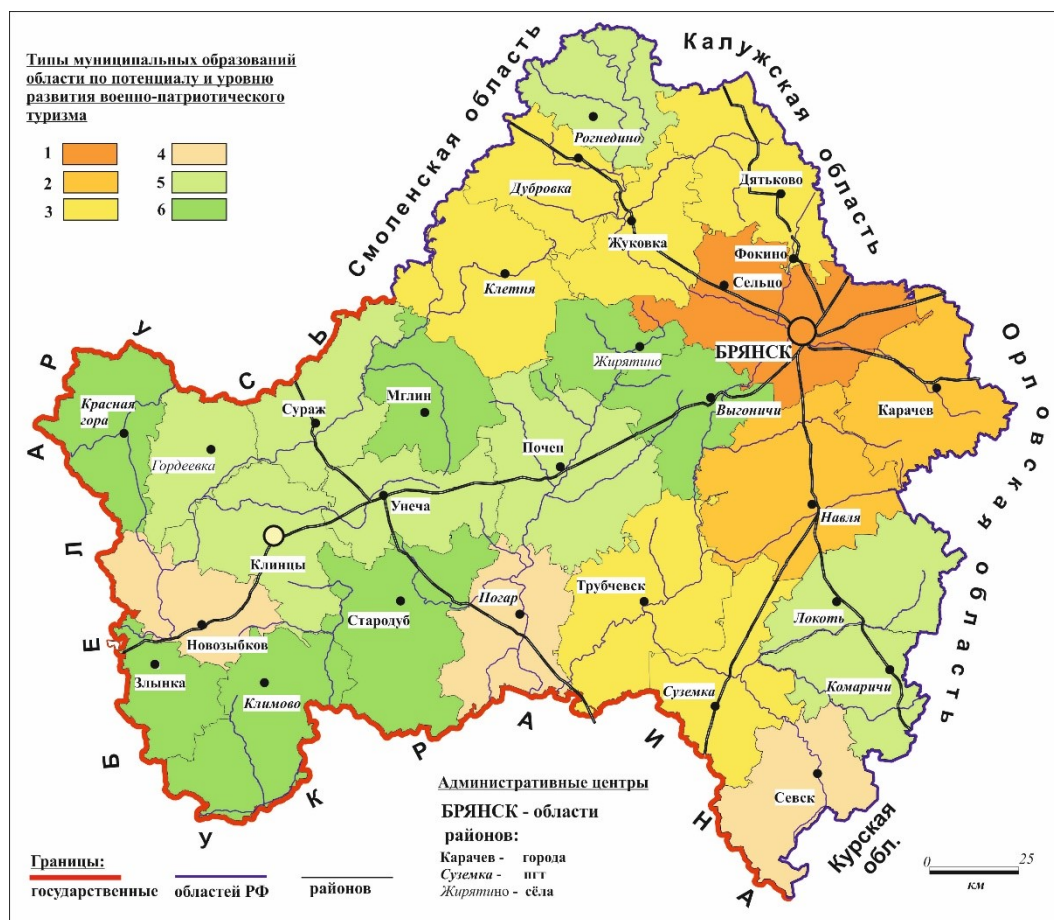 Типы муниципальных образований
области по потенциалу и уровню
развития военно-патриотического
туризма
1
4
2
5
3
6
Смоленская область
Калужская область
Орловская область
Курская
обл.
БЕЛАРУСЬ
УКРАИНА
Рогнедино
Дубровка
Дятьково
Жуковка
Фокино
Клетня
Сельцо
БРЯНСК
Жирятино
Карачев
Красная
гора
Мглин
Выгоничи
Сураж
Гордеевка
Почеп
Унеча
Навля
Клинцы
Трубчевск
Погар
Стародуб
Локоть
Новозыбков
Злынка
Климово
Суземка
Комаричи
Севск
Административные центры
БРЯНСК - области
районов:
Карачев - города
Суземка - пгт
Жирятино - сёла
Границы:
государственные
областей РФ
районов
0 25
км